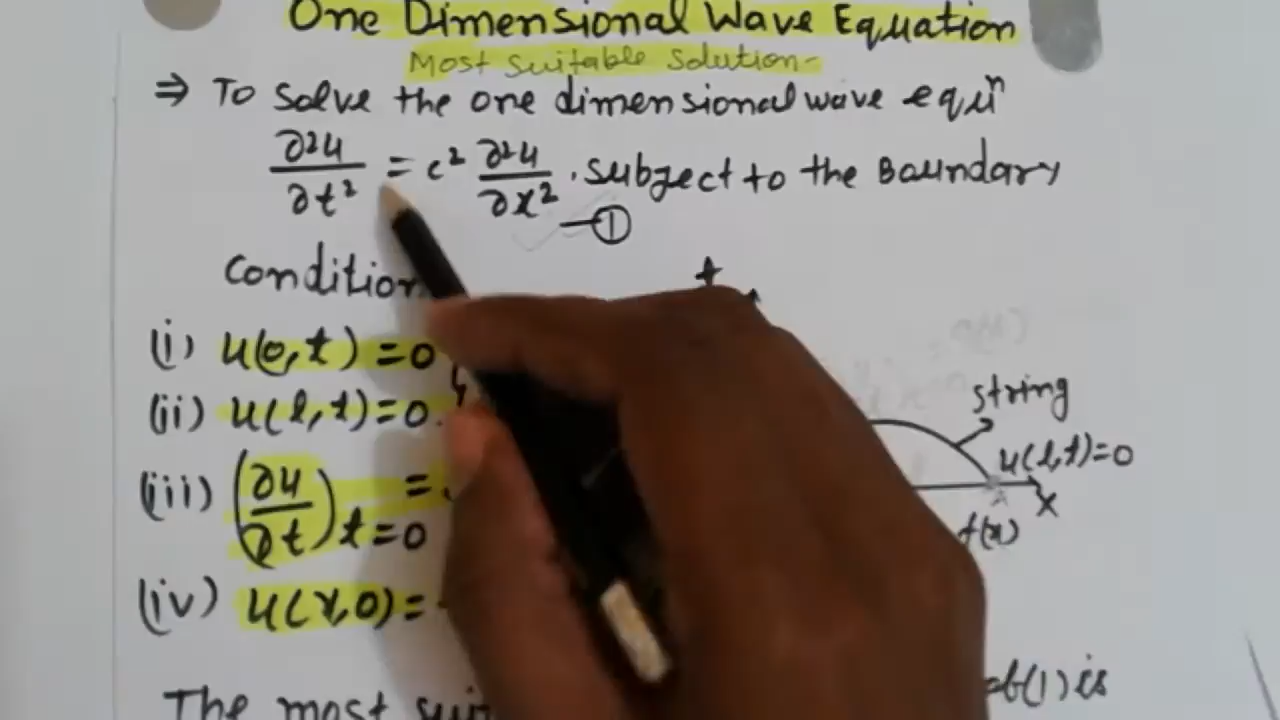 One Dimensional Wave Equation
Most Suitable Solution-
⇒ To solve the one dimensional wave equⁿ
∂²u/∂t² = c² ∂²u/∂x² . subject to the Boundary
—①
Condition
(i) u(0,t) = 0
(ii) u(l,t)=0.
(iii) (∂u/∂t) t=0 =
(iv) u(x,0) =
t
string
u(l,t)=0
x
f(x)
The most
of (1) is